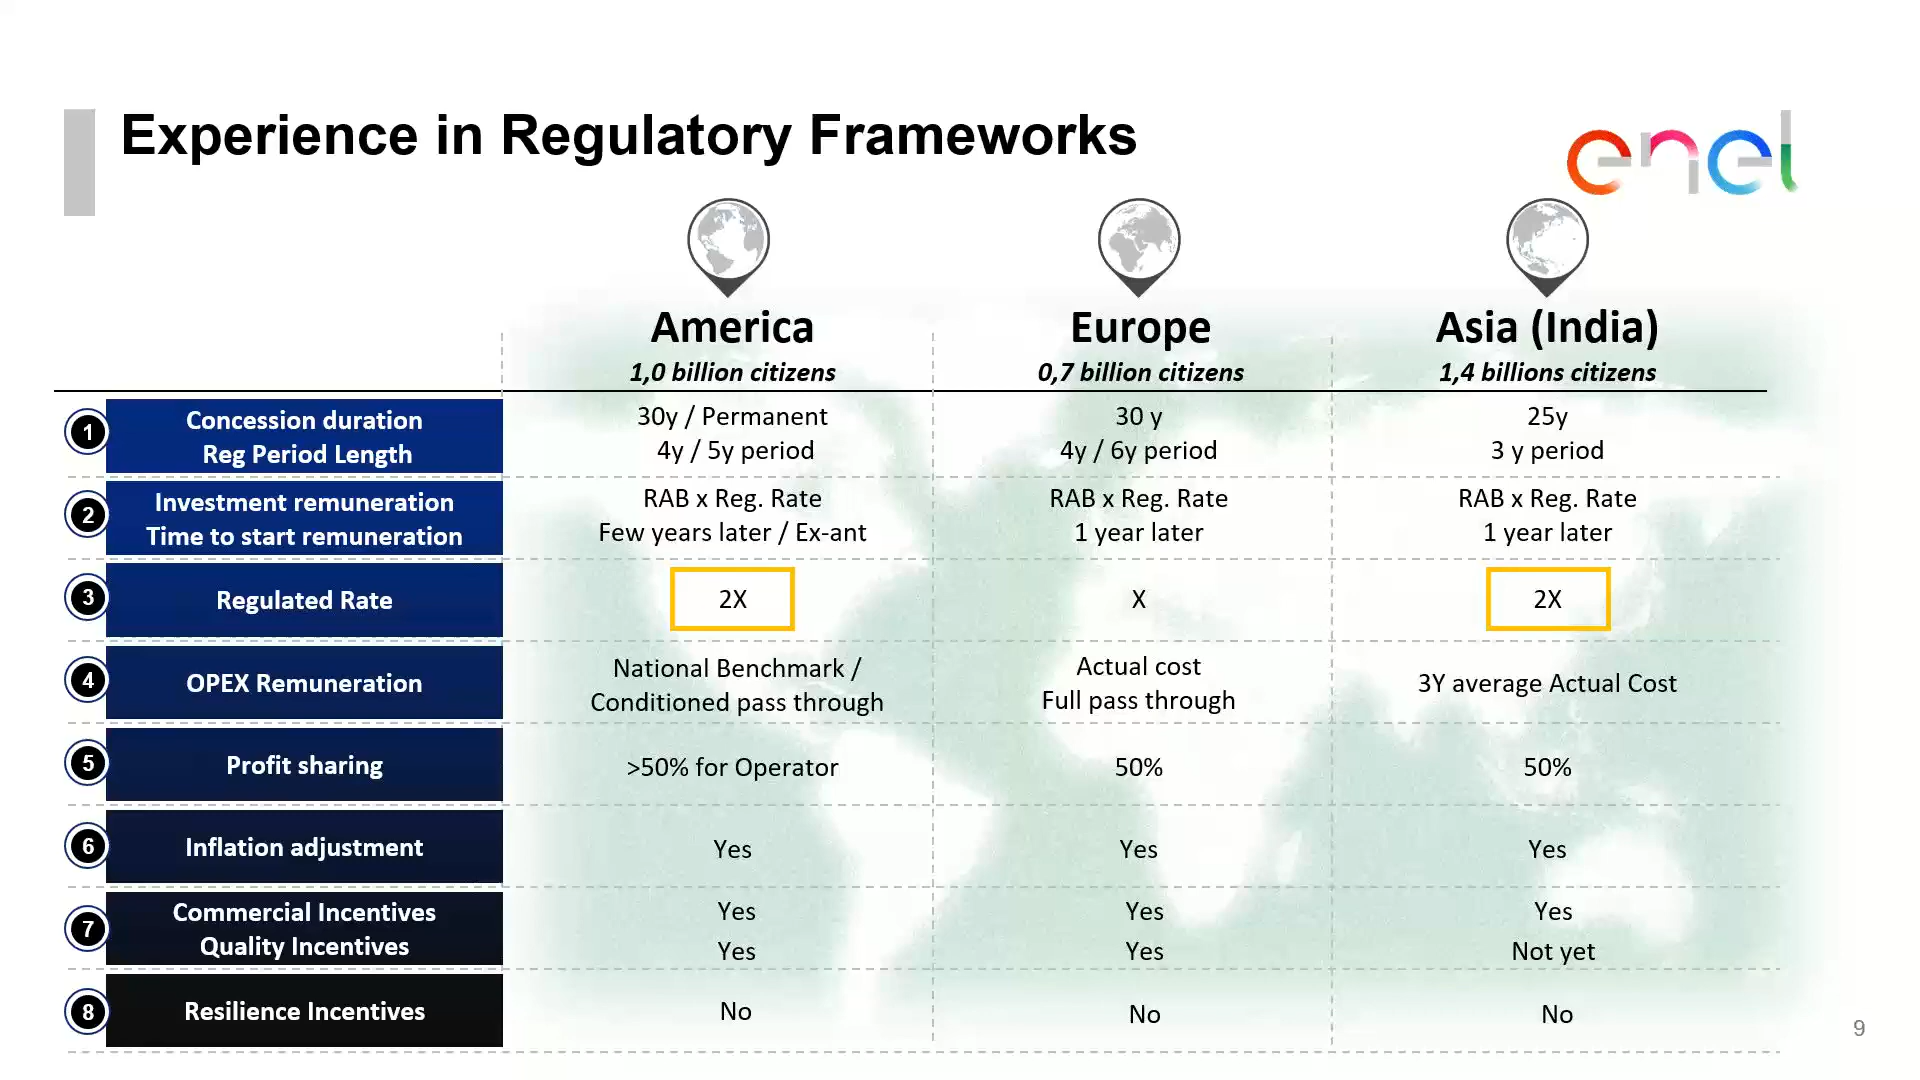 Experience in Regulatory Frameworks
enel
America
Europe
Asia (India)
1,0 billion citizens
0,7 billion citizens
1,4 billions citizens
1
Concession duration
Reg Period Length
30y / Permanent
4y / 5y period
30 y
4y / 6y period
25y
3 y period
2
Investment remuneration
Time to start remuneration
RAB x Reg. Rate
Few years later / Ex-ant
RAB x Reg. Rate
1 year later
RAB x Reg. Rate
1 year later
3
Regulated Rate
2X
X
2X
4
OPEX Remuneration
National Benchmark /
Conditioned pass through
Actual cost
Full pass through
3Y average Actual Cost
5
Profit sharing
>50% for Operator
50%
50%
6
Inflation adjustment
Yes
Yes
Yes
7
Commercial Incentives
Quality Incentives
Yes
Yes
Yes
Yes
Yes
Not yet
8
Resilience Incentives
No
No
No
9